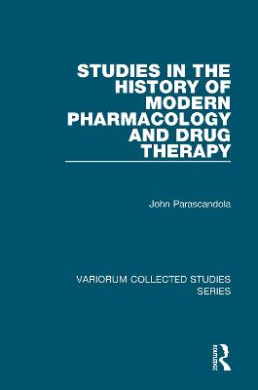 STUDIES IN THE
HISTORY OF
MODERN
PHARMACOLOGY
AND DRUG
THERAPY
John Parascandola
VARIORUM COLLECTED STUDIES
SERIES
ROUTLEDGE